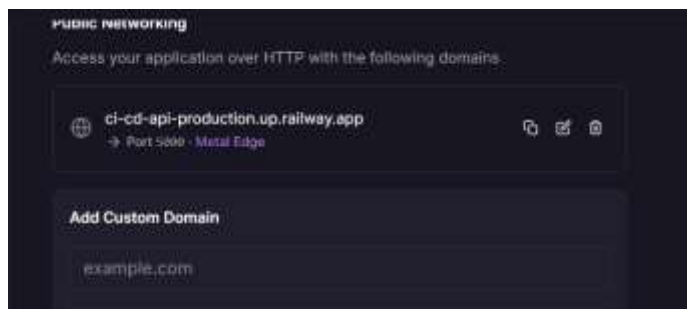 Public Networking
Access your application over HTTP with the following domains
ci-cd-api-production.up.railway.app
→ Port 5000 · Metal Edge
Add Custom Domain
example.com